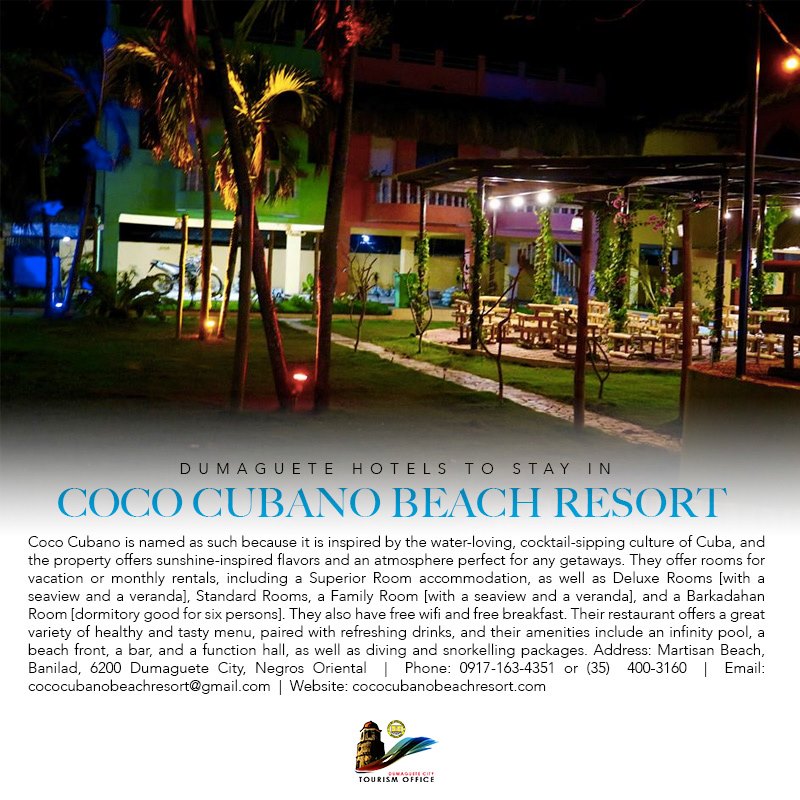 DUMAGUETE HOTELS TO STAY IN
COCO CUBANO BEACH RESORT
Coco Cubano is named as such because it is inspired by the water-loving, cocktail-sipping culture of Cuba, and
the property offers sunshine-inspired flavors and an atmosphere perfect for any getaways. They offer rooms for
vacation or monthly rentals, including a Superior Room accommodation, as well as Deluxe Rooms [with a
seaview and a veranda], Standard Rooms, a Family Room [with a seaview and a veranda], and a Barkadahan
Room [dormitory good for six persons]. They also have free wifi and free breakfast. Their restaurant offers a great
variety of healthy and tasty menu, paired with refreshing drinks, and their amenities include an infinity pool, a
beach front, a bar, and a function hall, as well as diving and snorkelling packages. Address: Martisan Beach,
Banilad, 6200 Dumaguete City, Negros Oriental | Phone: 0917-163-4351 or (35) 400-3160 | Email:
cococubanobeachresort@gmail.com | Website: cococubanobeachresort.com
DUMAGUETE CITY
TOURISM OFFICE